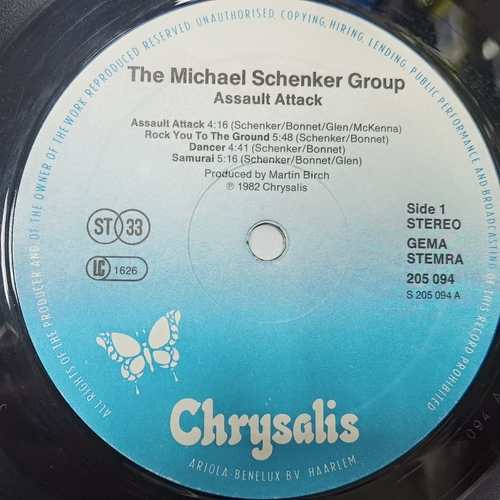 ALL RIGHTS OF THE PRODUCER AND OF THE OWNER OF THE WORK REPRODUCED RESERVED. UNAUTHORISED COPYING, HIRING, LENDING, PUBLIC PERFORMANCE AND BROADCASTING OF THIS RECORD PROHIBITED
The Michael Schenker Group
Assault Attack
Assault Attack 4:16 (Schenker/Bonnet/Glen/McKenna)
Rock You To The Ground 5:48 (Schenker/Bonnet)
Dancer 4:41 (Schenker/Bonnet)
Samurai 5:16 (Schenker/Bonnet/Glen)
Produced by Martin Birch
℗ 1982 Chrysalis
ST 33
LC 1626
Side 1
STEREO
GEMA
STEMRA
205 094
S 205 094 A
Chrysalis
ARIOLA-BENELUX BV HAARLEM